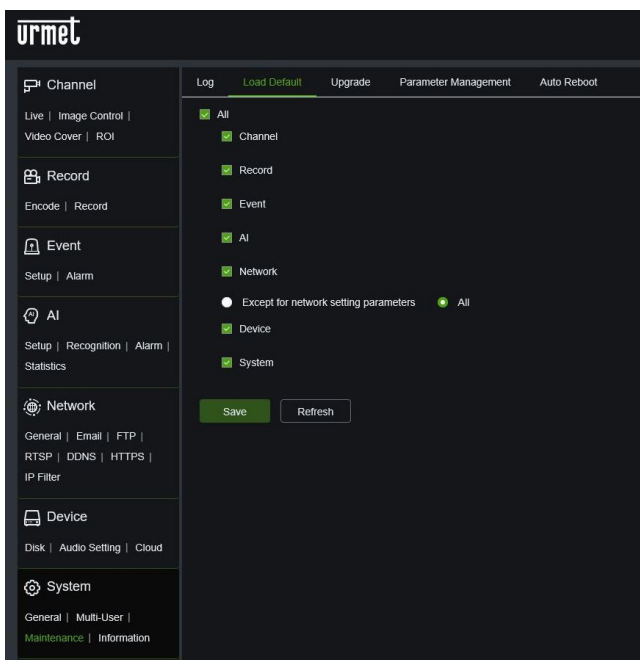 urmet
Channel
Live | Image Control |
Video Cover | ROI
Record
Encode | Record
Event
Setup | Alarm
AI
Setup | Recognition | Alarm |
Statistics
Network
General | Email | FTP |
RTSP | DDNS | HTTPS |
IP Filter
Device
Disk | Audio Setting | Cloud
System
General | Multi-User |
Maintenance | Information
Log Load Default Upgrade Parameter Management Auto Reboot
All
Channel
Record
Event
AI
Network
Except for network setting parameters All
Device
System
Save Refresh